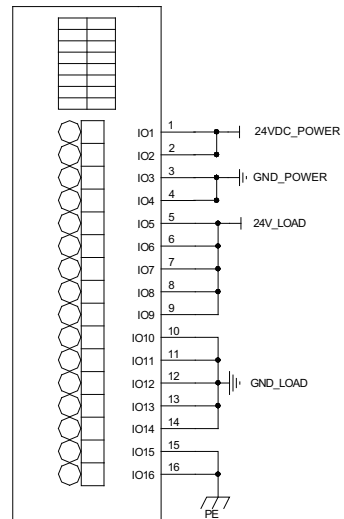 IO1 1 24VDC_POWER
IO2 2
IO3 3 GND_POWER
IO4 4
IO5 5 24V_LOAD
IO6 6
IO7 7
IO8 8
IO9 9
IO10 10
IO11 11
IO12 12 GND_LOAD
IO13 13
IO14 14
IO15 15
IO16 16
PE